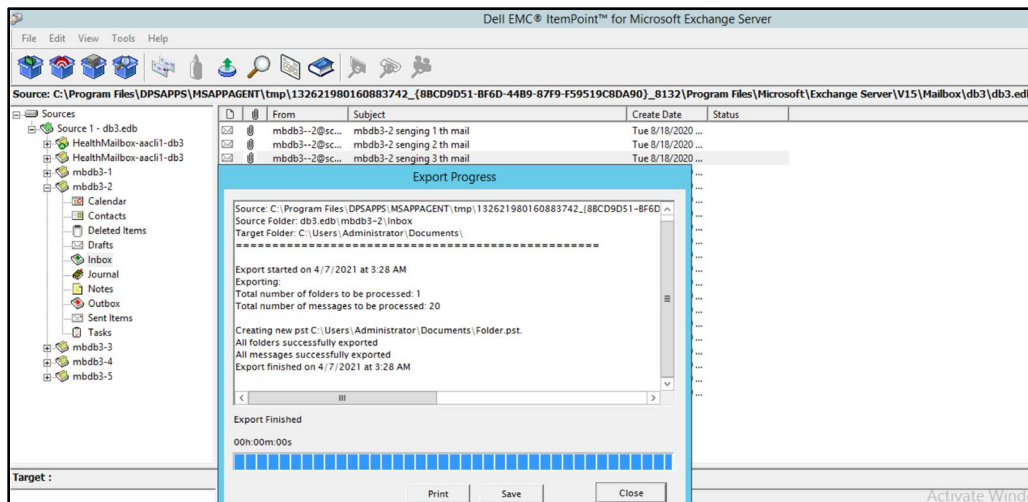 Dell EMC® ItemPoint™ for Microsoft Exchange Server
File Edit View Tools Help
Source: C:\Program Files\DPSAPPS\MSAPPAGENT\tmp\132621980160883742_{8BCD9D51-BF6D-44B9-87F9-F59519C8DA90}_8132\Program Files\Microsoft\Exchange Server\V15\Mailbox\db3\db3.edb
Sources
Source 1 - db3.edb
HealthMailbox-aacli1-db3
HealthMailbox-aacli1-db3
mbdb3-1
mbdb3-2
Calendar
Contacts
Deleted Items
Drafts
Inbox
Journal
Notes
Outbox
Sent Items
Tasks
mbdb3-3
mbdb3-4
mbdb3-5
From Subject Create Date Status
mbdb3--2@sc... mbdb3-2 senging 1 th mail Tue 8/18/2020 ...
mbdb3--2@sc... mbdb3-2 senging 2 th mail Tue 8/18/2020 ...
mbdb3--2@sc... mbdb3-2 senging 3 th mail Tue 8/18/2020 ...
Export Progress
Source: C:\Program Files\DPSAPPS\MSAPPAGENT\tmp\132621980160883742_{8BCD9D51-BF6D
Source Folder: db3.edb\mbdb3-2\Inbox
Target Folder: C:\Users\Administrator\Documents\
==================================================
Export started on 4/7/2021 at 3:28 AM
Exporting:
Total number of folders to be processed: 1
Total number of messages to be processed: 20
Creating new pst C:\Users\Administrator\Documents\Folder.pst.
All folders successfully exported
All messages successfully exported
Export finished on 4/7/2021 at 3:28 AM
Export Finished
00h:00m:00s
Print Save Close
Target :
Activate Wind